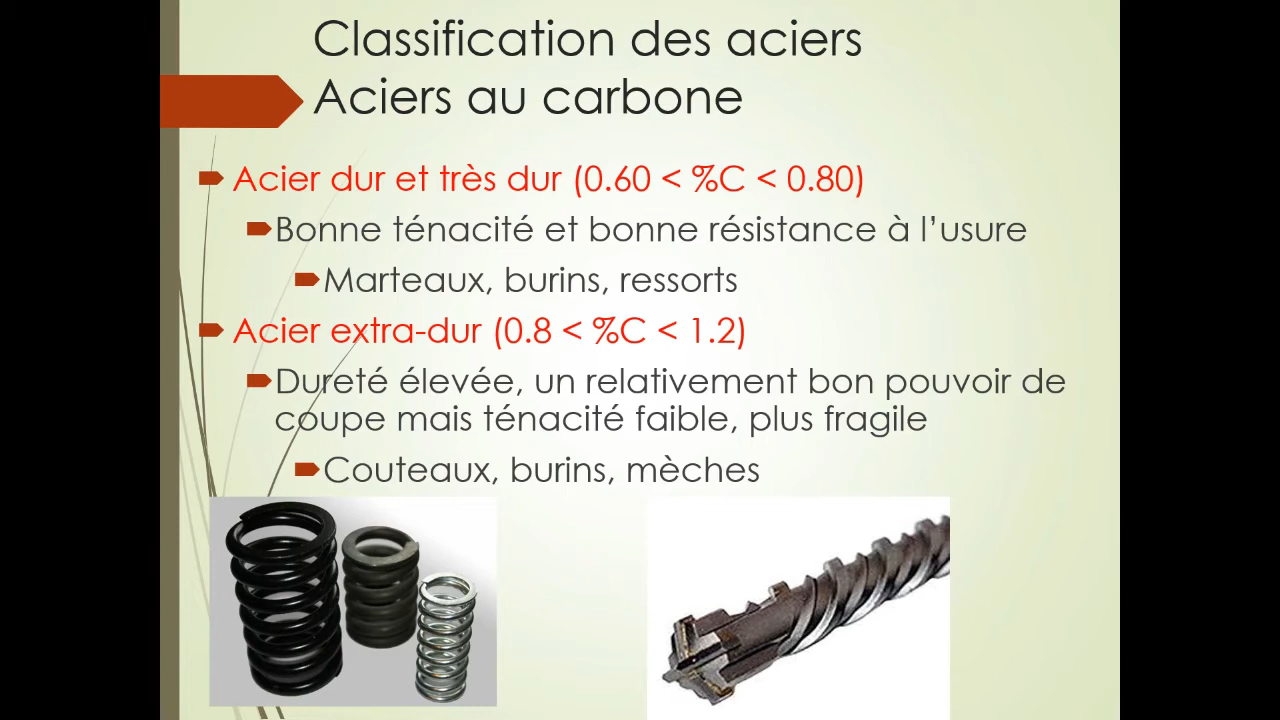 Classification des aciers
Aciers au carbone
Acier dur et très dur (0.60 < %C < 0.80)
Bonne ténacité et bonne résistance à l’usure
Marteaux, burins, ressorts
Acier extra-dur (0.8 < %C < 1.2)
Dureté élevée, un relativement bon pouvoir de
coupe mais ténacité faible, plus fragile
Couteaux, burins, mèches